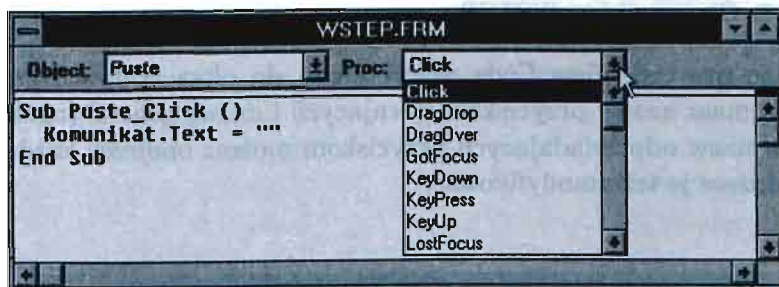 WSTEP.FRM
Object: Puste Proc: Click
Sub Puste_Click ()
Komunikat.Text = ""
End Sub
Click
DragDrop
DragOver
GotFocus
KeyDown
KeyPress
KeyUp
LostFocus